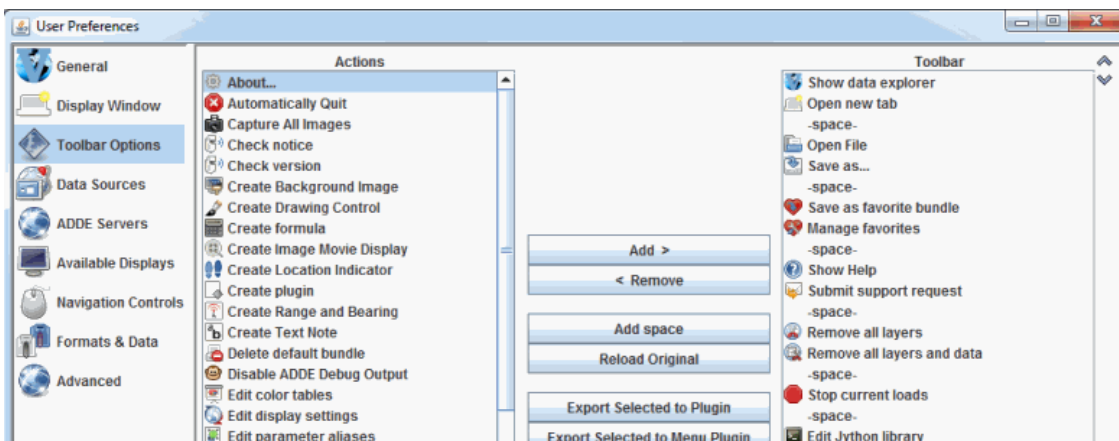 User Preferences
General
Display Window
Toolbar Options
Data Sources
ADDE Servers
Available Displays
Navigation Controls
Formats & Data
Advanced
Actions
About...
Automatically Quit
Capture All Images
Check notice
Check version
Create Background Image
Create Drawing Control
Create formula
Create Image Movie Display
Create Location Indicator
Create plugin
Create Range and Bearing
Create Text Note
Delete default bundle
Disable ADDE Debug Output
Edit color tables
Edit display settings
Edit parameter aliases
Add >
< Remove
Add space
Reload Original
Export Selected to Plugin
Export Selected to Menu Plugin
Toolbar
Show data explorer
Open new tab
-space-
Open File
Save as...
-space-
Save as favorite bundle
Manage favorites
-space-
Show Help
Submit support request
-space-
Remove all layers
Remove all layers and data
-space-
Stop current loads
-space-
Edit Jython library